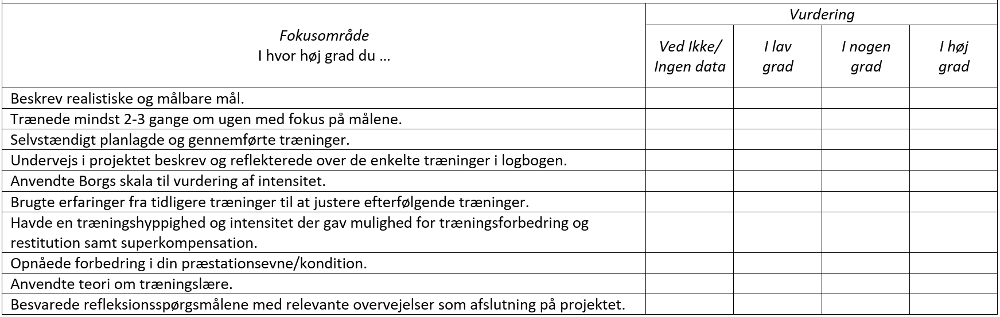 Vurdering
Fokusområde
I hvor høj grad du ...
Ved Ikke/
Ingen data
I lav
grad
I nogen
grad
I høj
grad
Beskrev realistiske og målbare mål.
Trænede mindst 2-3 gange om ugen med fokus på målene.
Selvstændigt planlagde og gennemførte træninger.
Undervejs i projektet beskrev og reflekterede over de enkelte træninger i logbogen.
Anvendte Borgs skala til vurdering af intensitet.
Brugte erfaringer fra tidligere træninger til at justere efterfølgende træninger.
Havde en træningshyppighed og intensitet der gav mulighed for træningsforbedring og
restitution samt superkompensation.
Opnåede forbedring i din præstationsevne/kondition.
Anvendte teori om træningslære.
Besvarede refleksionsspørgsmålene med relevante overvejelser som afslutning på projektet.